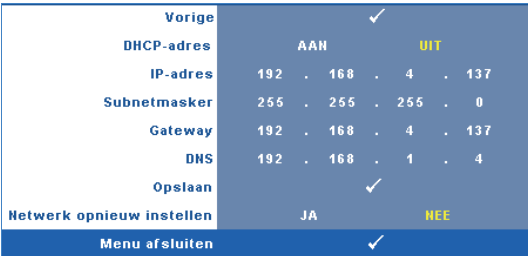 Vorige ✓
DHCP-adres AAN UIT
IP-adres 192 . 168 . 4 . 137
Subnetmasker 255 . 255 . 255 . 0
Gateway 192 . 168 . 4 . 137
DNS 192 . 168 . 1 . 4
Opslaan ✓
Netwerk opnieuw instellen JA NEE
Menu afsluiten ✓